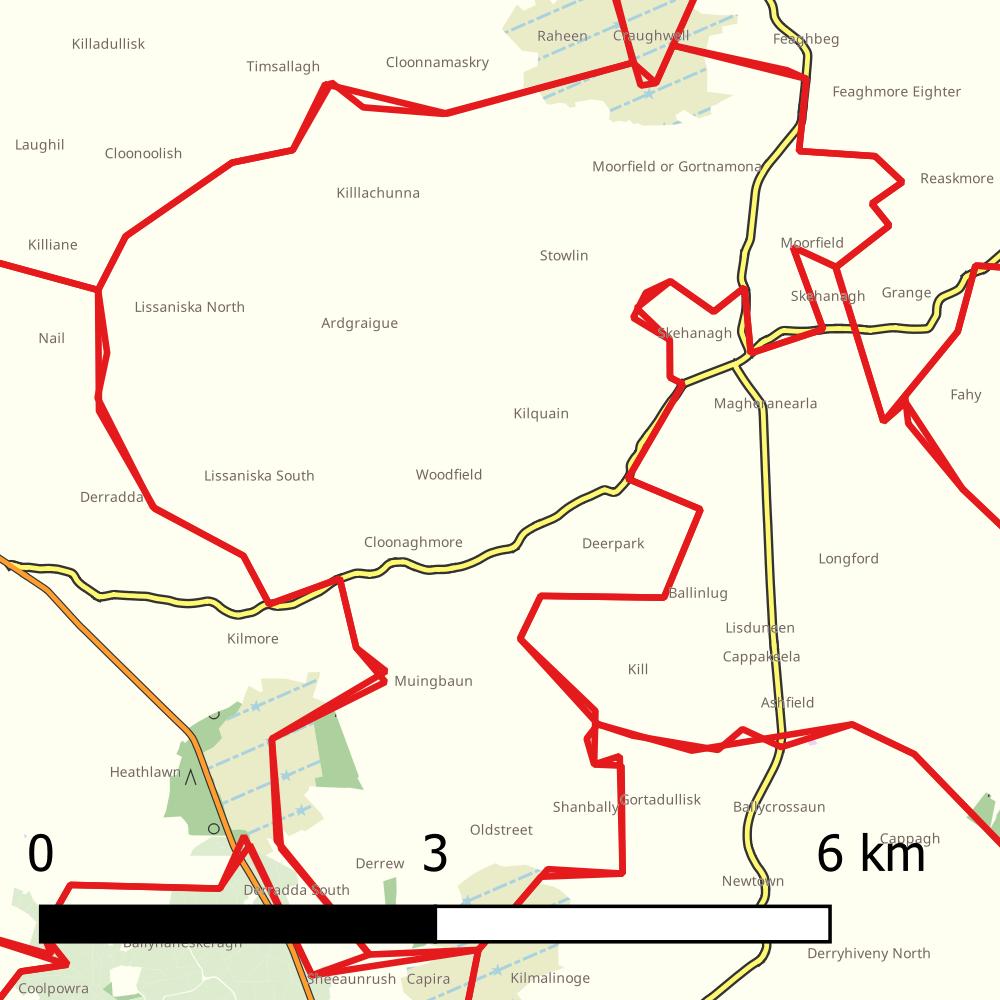 Killadullisk
Raheen
Craughwell
Feaghbeg
Timsallagh
Cloonnamaskry
Feaghmore Eighter
Laughil
Cloonoolish
Moorfield or Gortnamona
Reaskmore
Killlachunna
Killiane
Moorfield
Stowlin
Lissaniska North
Skehanagh
Grange
Ardgraigue
Nail
Skehanagh
Fahy
Magheranearla
Kilquain
Lissaniska South
Woodfield
Derradda
Cloonaghmore
Deerpark
Longford
Ballinlug
Lisduneen
Kilmore
Cappakeela
Kill
Muingbaun
Ashfield
Heathlawn
Shanbally
Gortadullisk
Ballycrossaun
Oldstreet
Cappagh
0 3 6 km
Derrew
Derradda South
Newtown
Ballynaheskeragh
Derryhiveny North
Sheeaunrush
Capira
Kilmalinoge
Coolpowra